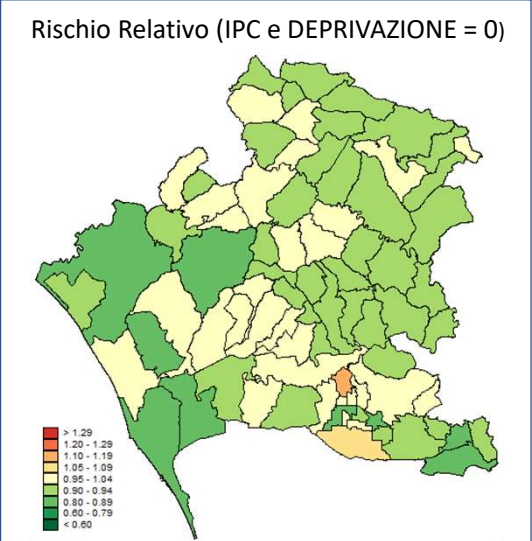 Rischio Relativo (IPC e DEPRIVAZIONE = 0)
> 1.29
1.20 - 1.29
1.10 - 1.19
1.05 - 1.09
0.95 - 1.04
0.90 - 0.94
0.80 - 0.89
0.60 - 0.79
< 0.60